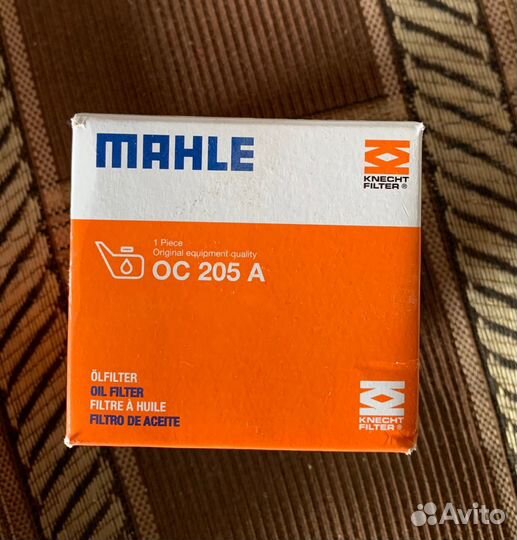 MAHLE
KNECHT
FILTER®
1 Piece
Original equipment quality
OC 205 A
ÖLFILTER
OIL FILTER
FILTRE À HUILE
FILTRO DE ACEITE
KNECHT
FILTER®
Avito